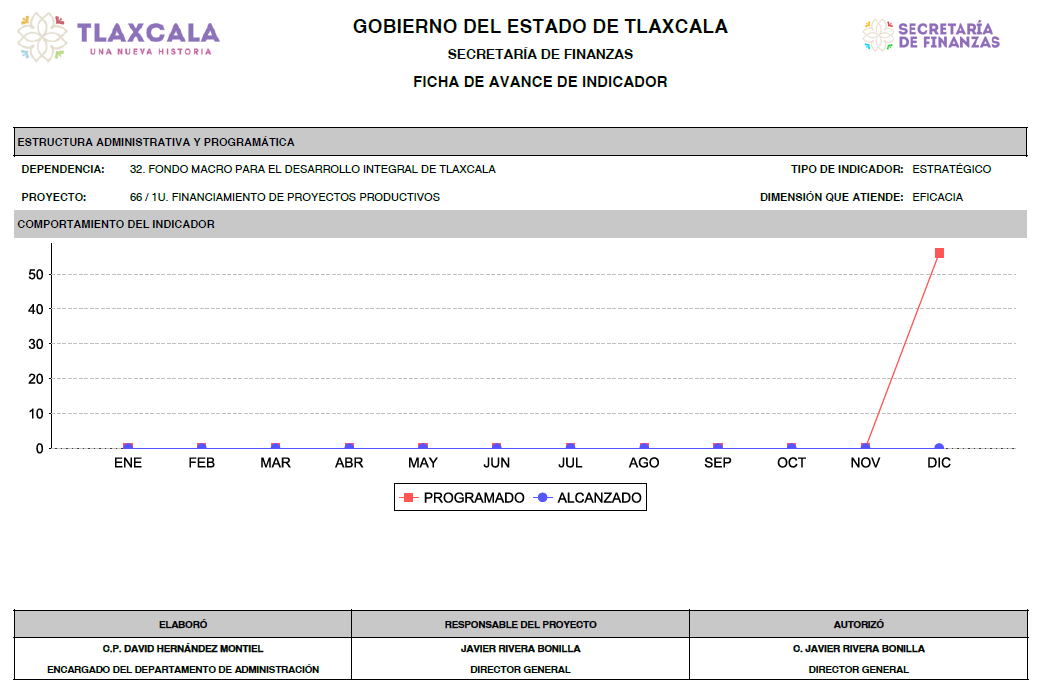 TLAXCALA
UNA NUEVA HISTORIA
GOBIERNO DEL ESTADO DE TLAXCALA
SECRETARÍA DE FINANZAS
FICHA DE AVANCE DE INDICADOR
SECRETARÍA
DE FINANZAS
ESTRUCTURA ADMINISTRATIVA Y PROGRAMÁTICA
DEPENDENCIA: 32. FONDO MACRO PARA EL DESARROLLO INTEGRAL DE TLAXCALA TIPO DE INDICADOR: ESTRATÉGICO
PROYECTO: 66 / 1U. FINANCIAMIENTO DE PROYECTOS PRODUCTIVOS DIMENSIÓN QUE ATIENDE: EFICACIA
COMPORTAMIENTO DEL INDICADOR
50
40
30
20
10
0
ENE FEB MAR ABR MAY JUN JUL AGO SEP OCT NOV DIC
PROGRAMADO ALCANZADO
ELABORÓ RESPONSABLE DEL PROYECTO AUTORIZÓ
C.P. DAVID HERNÁNDEZ MONTIEL JAVIER RIVERA BONILLA C. JAVIER RIVERA BONILLA
ENCARGADO DEL DEPARTAMENTO DE ADMINISTRACIÓN DIRECTOR GENERAL DIRECTOR GENERAL